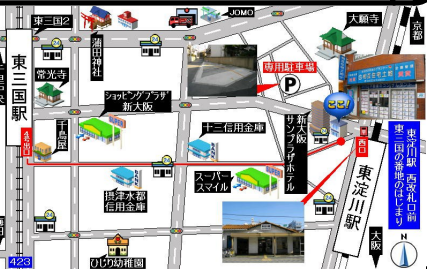 東三国2
JOMO
大願寺
京都
蒲田神社
東三国駅
常光寺
専用駐車場
P
ここ!
ショッピングプラザ
新大阪
千鳥屋
4号出口
十三信用金庫
新大阪
サンプラザホテル
西口
東淀川駅 西改札口前
東三国の番地のはじまり
摂津水都
信用金庫
スーパー
スマイル
東淀川駅
大阪
ひじり幼稚園
423